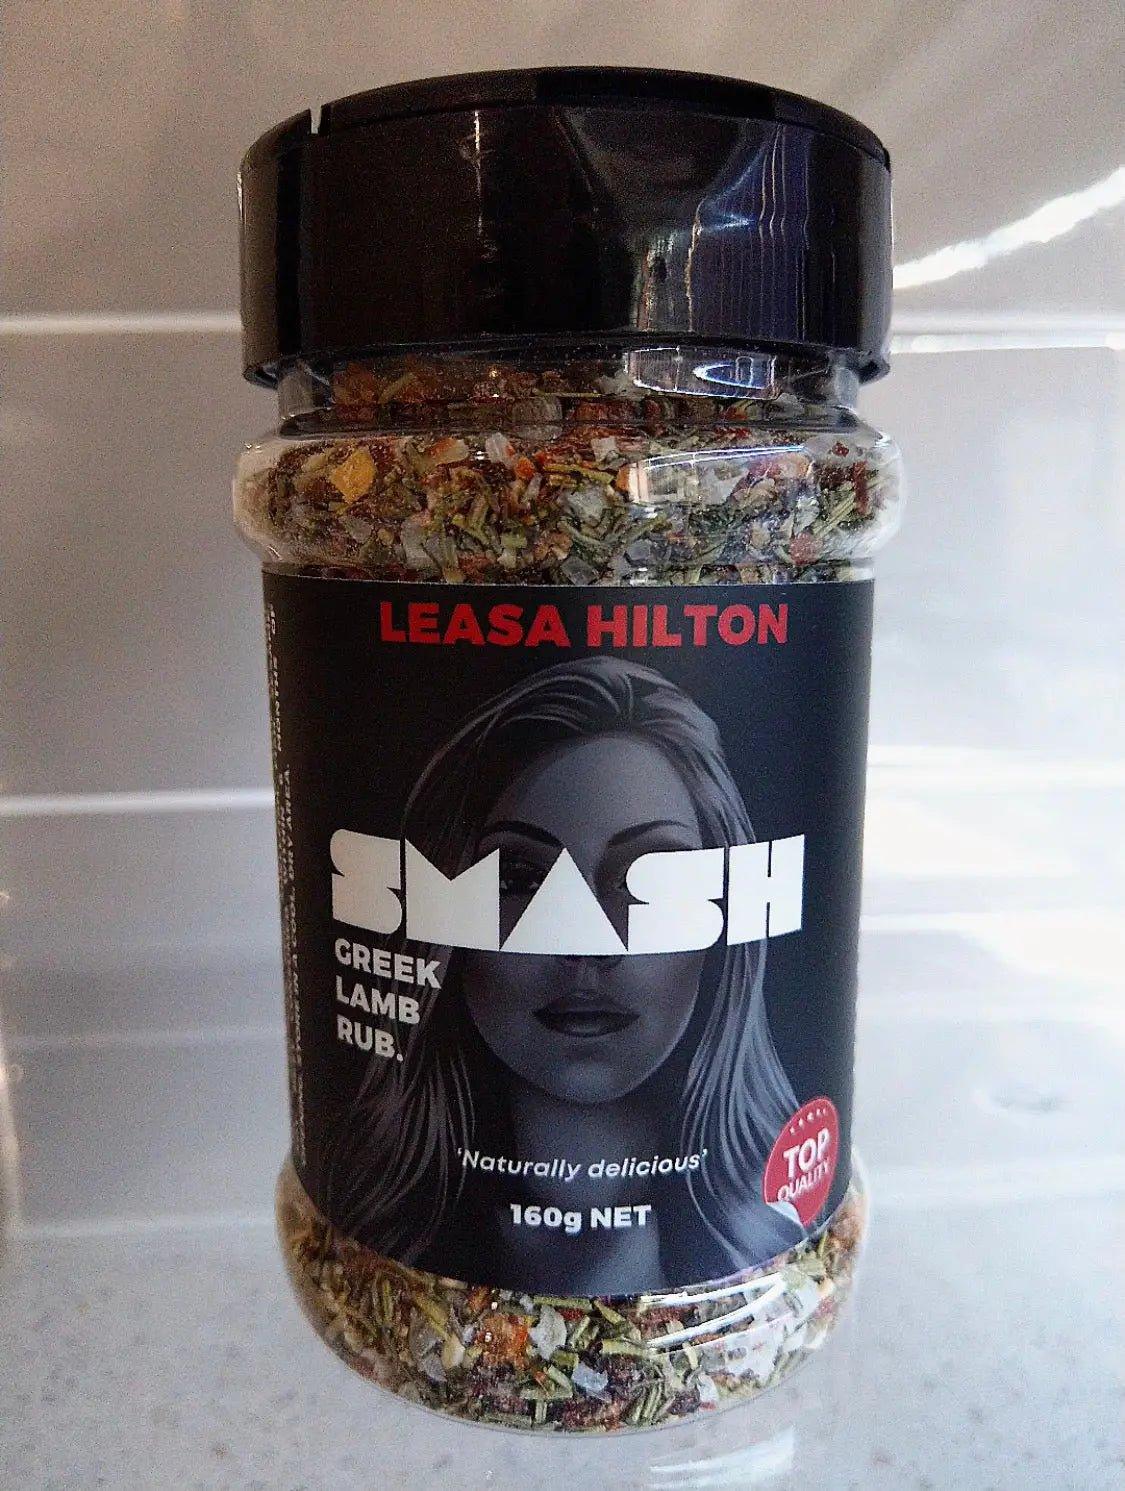 LEASA HILTON
SMASH
GREEK
LAMB
RUB.
'Naturally delicious'
160g NET
TOP
QUALITY